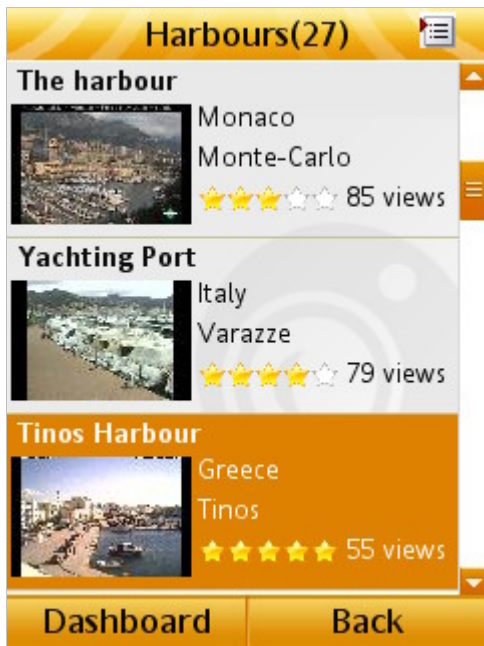 Harbours(27)
The harbour
Monaco
Monte-Carlo
85 views
Yachting Port
Italy
Varazze
79 views
Tinos Harbour
Greece
Tinos
55 views
Dashboard Back